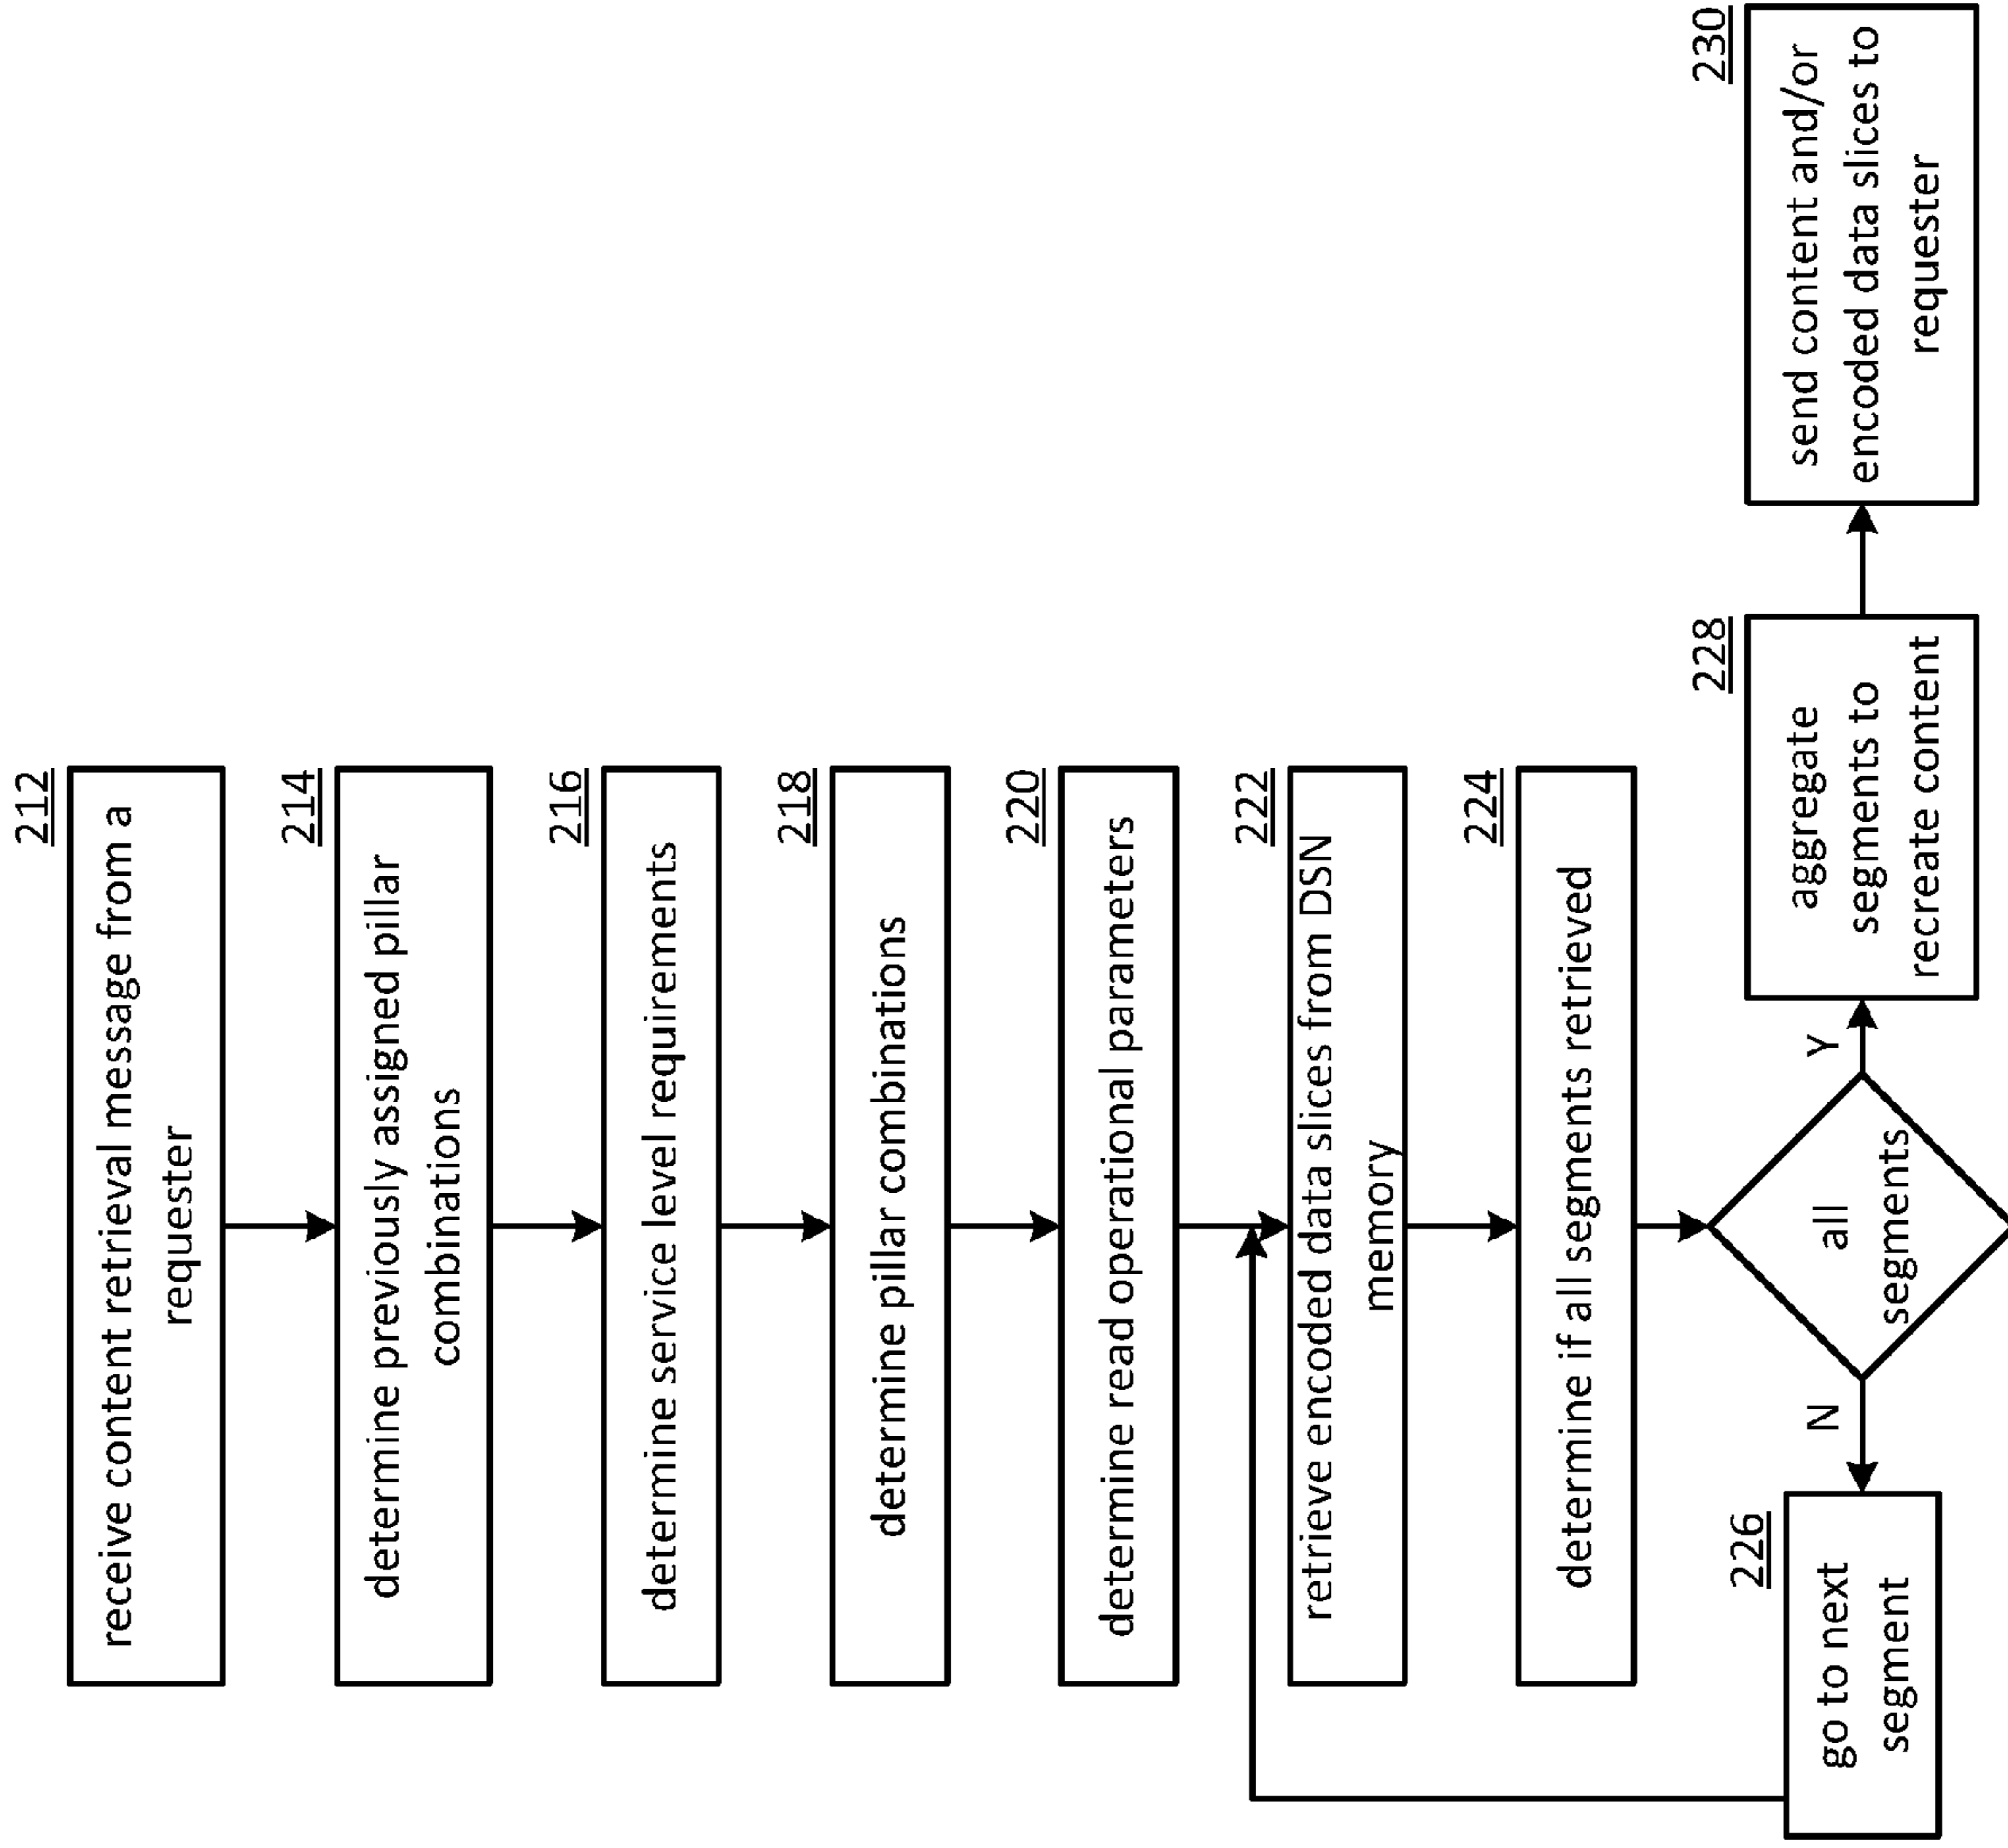 212
receive content retrieval message from a
requester
214
determine previously assigned pillar
combinations
216
determine service level requirements
218
determine pillar combinations
220
determine read operational parameters
222
retrieve encoded data slices from DSN
memory
224
determine if all segments retrieved
all
segments
N
Y
226
go to next
segment
228
aggregate
segments to
recreate content
230
send content and/or
encoded data slices to
requester